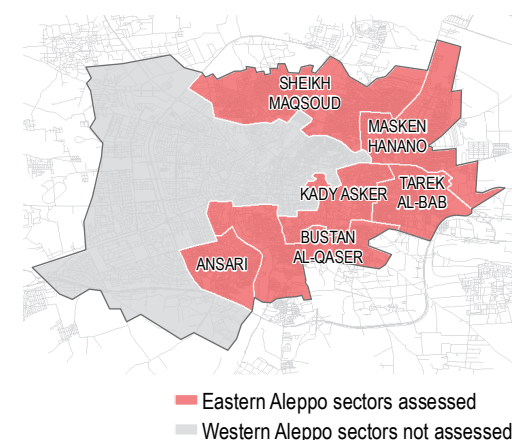 SHEIKH
MAQSOUD
MASKEN
HANANO
KADY ASKER
TAREK
AL-BAB
BUSTAN
AL-QASER
ANSARI
Eastern Aleppo sectors assessed
Western Aleppo sectors not assessed